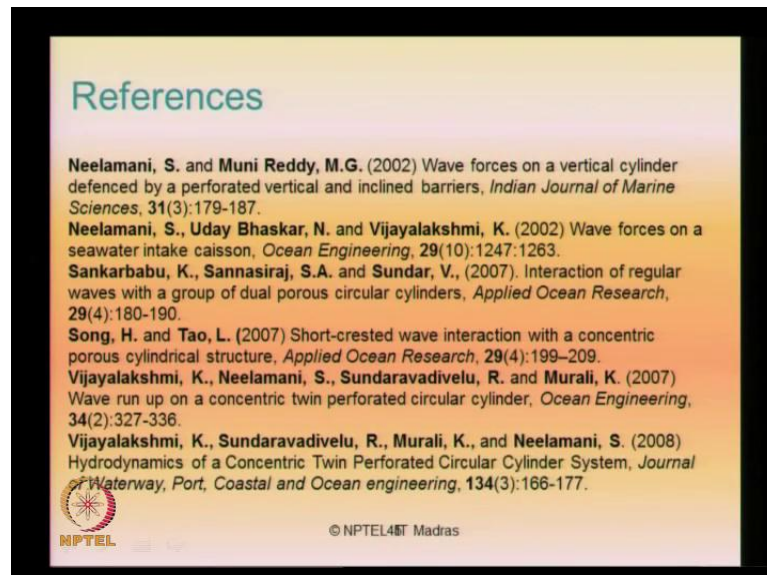 References
Neelamani, S. and Muni Reddy, M.G. (2002) Wave forces on a vertical cylinder
defenced by a perforated vertical and inclined barriers, Indian Journal of Marine
Sciences, 31(3):179-187.
Neelamani, S., Uday Bhaskar, N. and Vijayalakshmi, K. (2002) Wave forces on a
seawater intake caisson, Ocean Engineering, 29(10):1247:1263.
Sankarbabu, K., Sannasiraj, S.A. and Sundar, V., (2007). Interaction of regular
waves with a group of dual porous circular cylinders, Applied Ocean Research,
29(4):180-190.
Song, H. and Tao, L. (2007) Short-crested wave interaction with a concentric
porous cylindrical structure, Applied Ocean Research, 29(4):199–209.
Vijayalakshmi, K., Neelamani, S., Sundaravadivelu, R. and Murali, K. (2007)
Wave run up on a concentric twin perforated circular cylinder, Ocean Engineering,
34(2):327-336.
Vijayalakshmi, K., Sundaravadivelu, R., Murali, K., and Neelamani, S. (2008)
Hydrodynamics of a Concentric Twin Perforated Circular Cylinder System, Journal
of Waterway, Port, Coastal and Ocean engineering, 134(3):166-177.
NPTEL
© NPTEL Madras